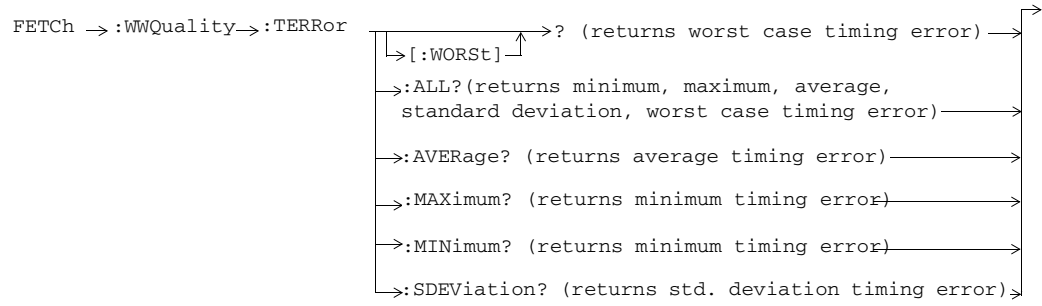 FETCh :WWQuality :TERRor ? (returns worst case timing error)
[:WORSt]
:ALL?(returns minimum, maximum, average,
standard deviation, worst case timing error)
:AVERage? (returns average timing error)
:MAXimum? (returns minimum timing error)
:MINimum? (returns minimum timing error)
:SDEViation? (returns std. deviation timing error)